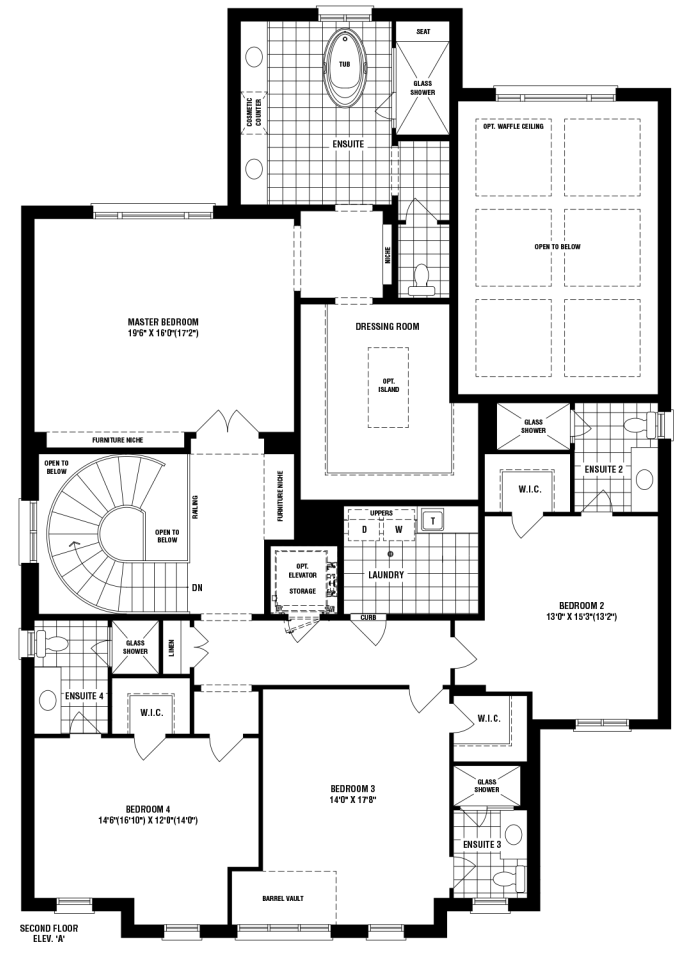 SEAT
TUB
GLASS
SHOWER
COSMETIC
COUNTER
ENSUITE
OPT. WAFFLE CEILING
OPEN TO BELOW
NICHE
MASTER BEDROOM
19'6" X 16'0"(17'2")
DRESSING ROOM
OPT.
ISLAND
FURNITURE NICHE
GLASS
SHOWER
ENSUITE 2
W.I.C.
OPEN TO
BELOW
RAILING
FURNITURE NICHE
OPEN TO
BELOW
DN
UPPERS
D
W
T
LAUNDRY
OPT.
ELEVATOR
STORAGE
CURB
BEDROOM 2
13'0" X 15'3"(13'2")
GLASS
SHOWER
LINEN
ENSUITE 4
W.I.C.
W.I.C.
BEDROOM 3
14'0" X 17'8"
GLASS
SHOWER
BEDROOM 4
14'6"(16'10") X 12'0"(14'0")
ENSUITE 3
BARREL VAULT
SECOND FLOOR
ELEV. 'A'